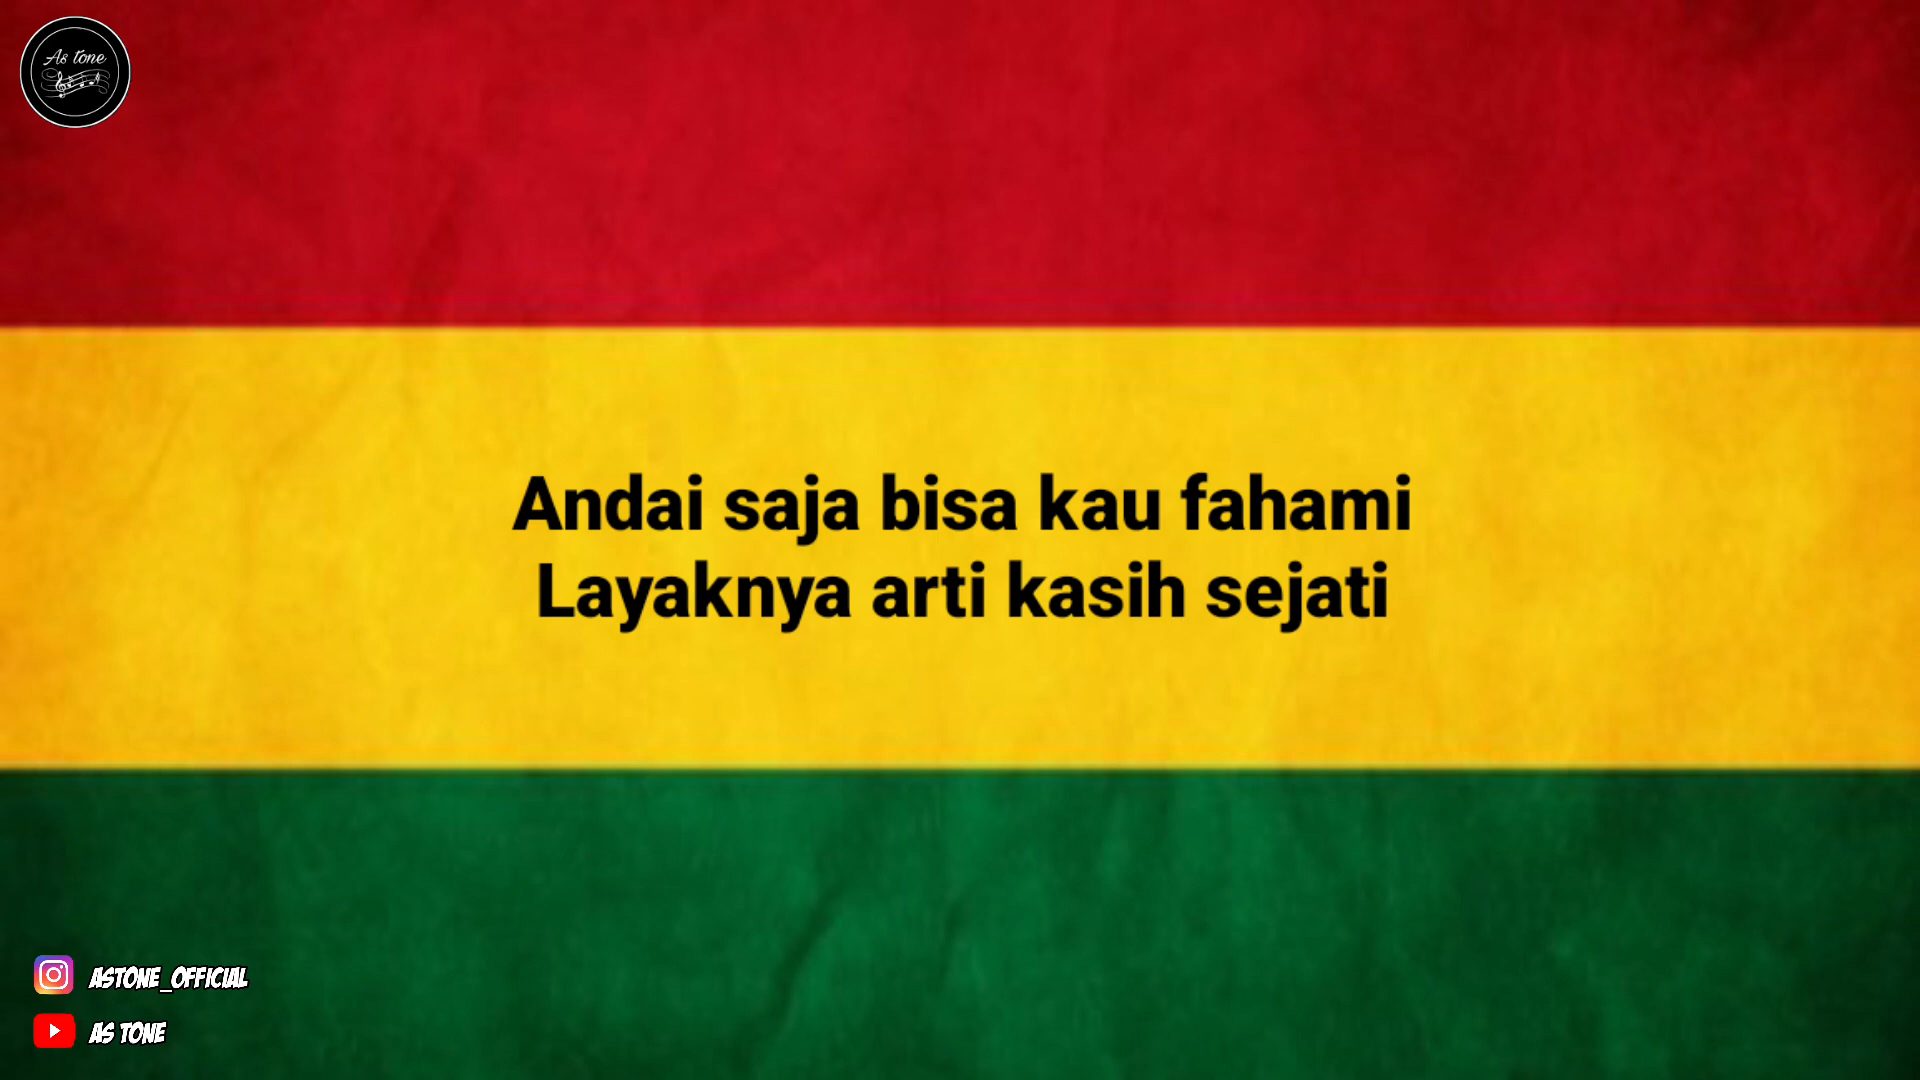 As tone
Andai saja bisa kau fahami
Layaknya arti kasih sejati
ASTONE_OFFICIAL
AS TONE